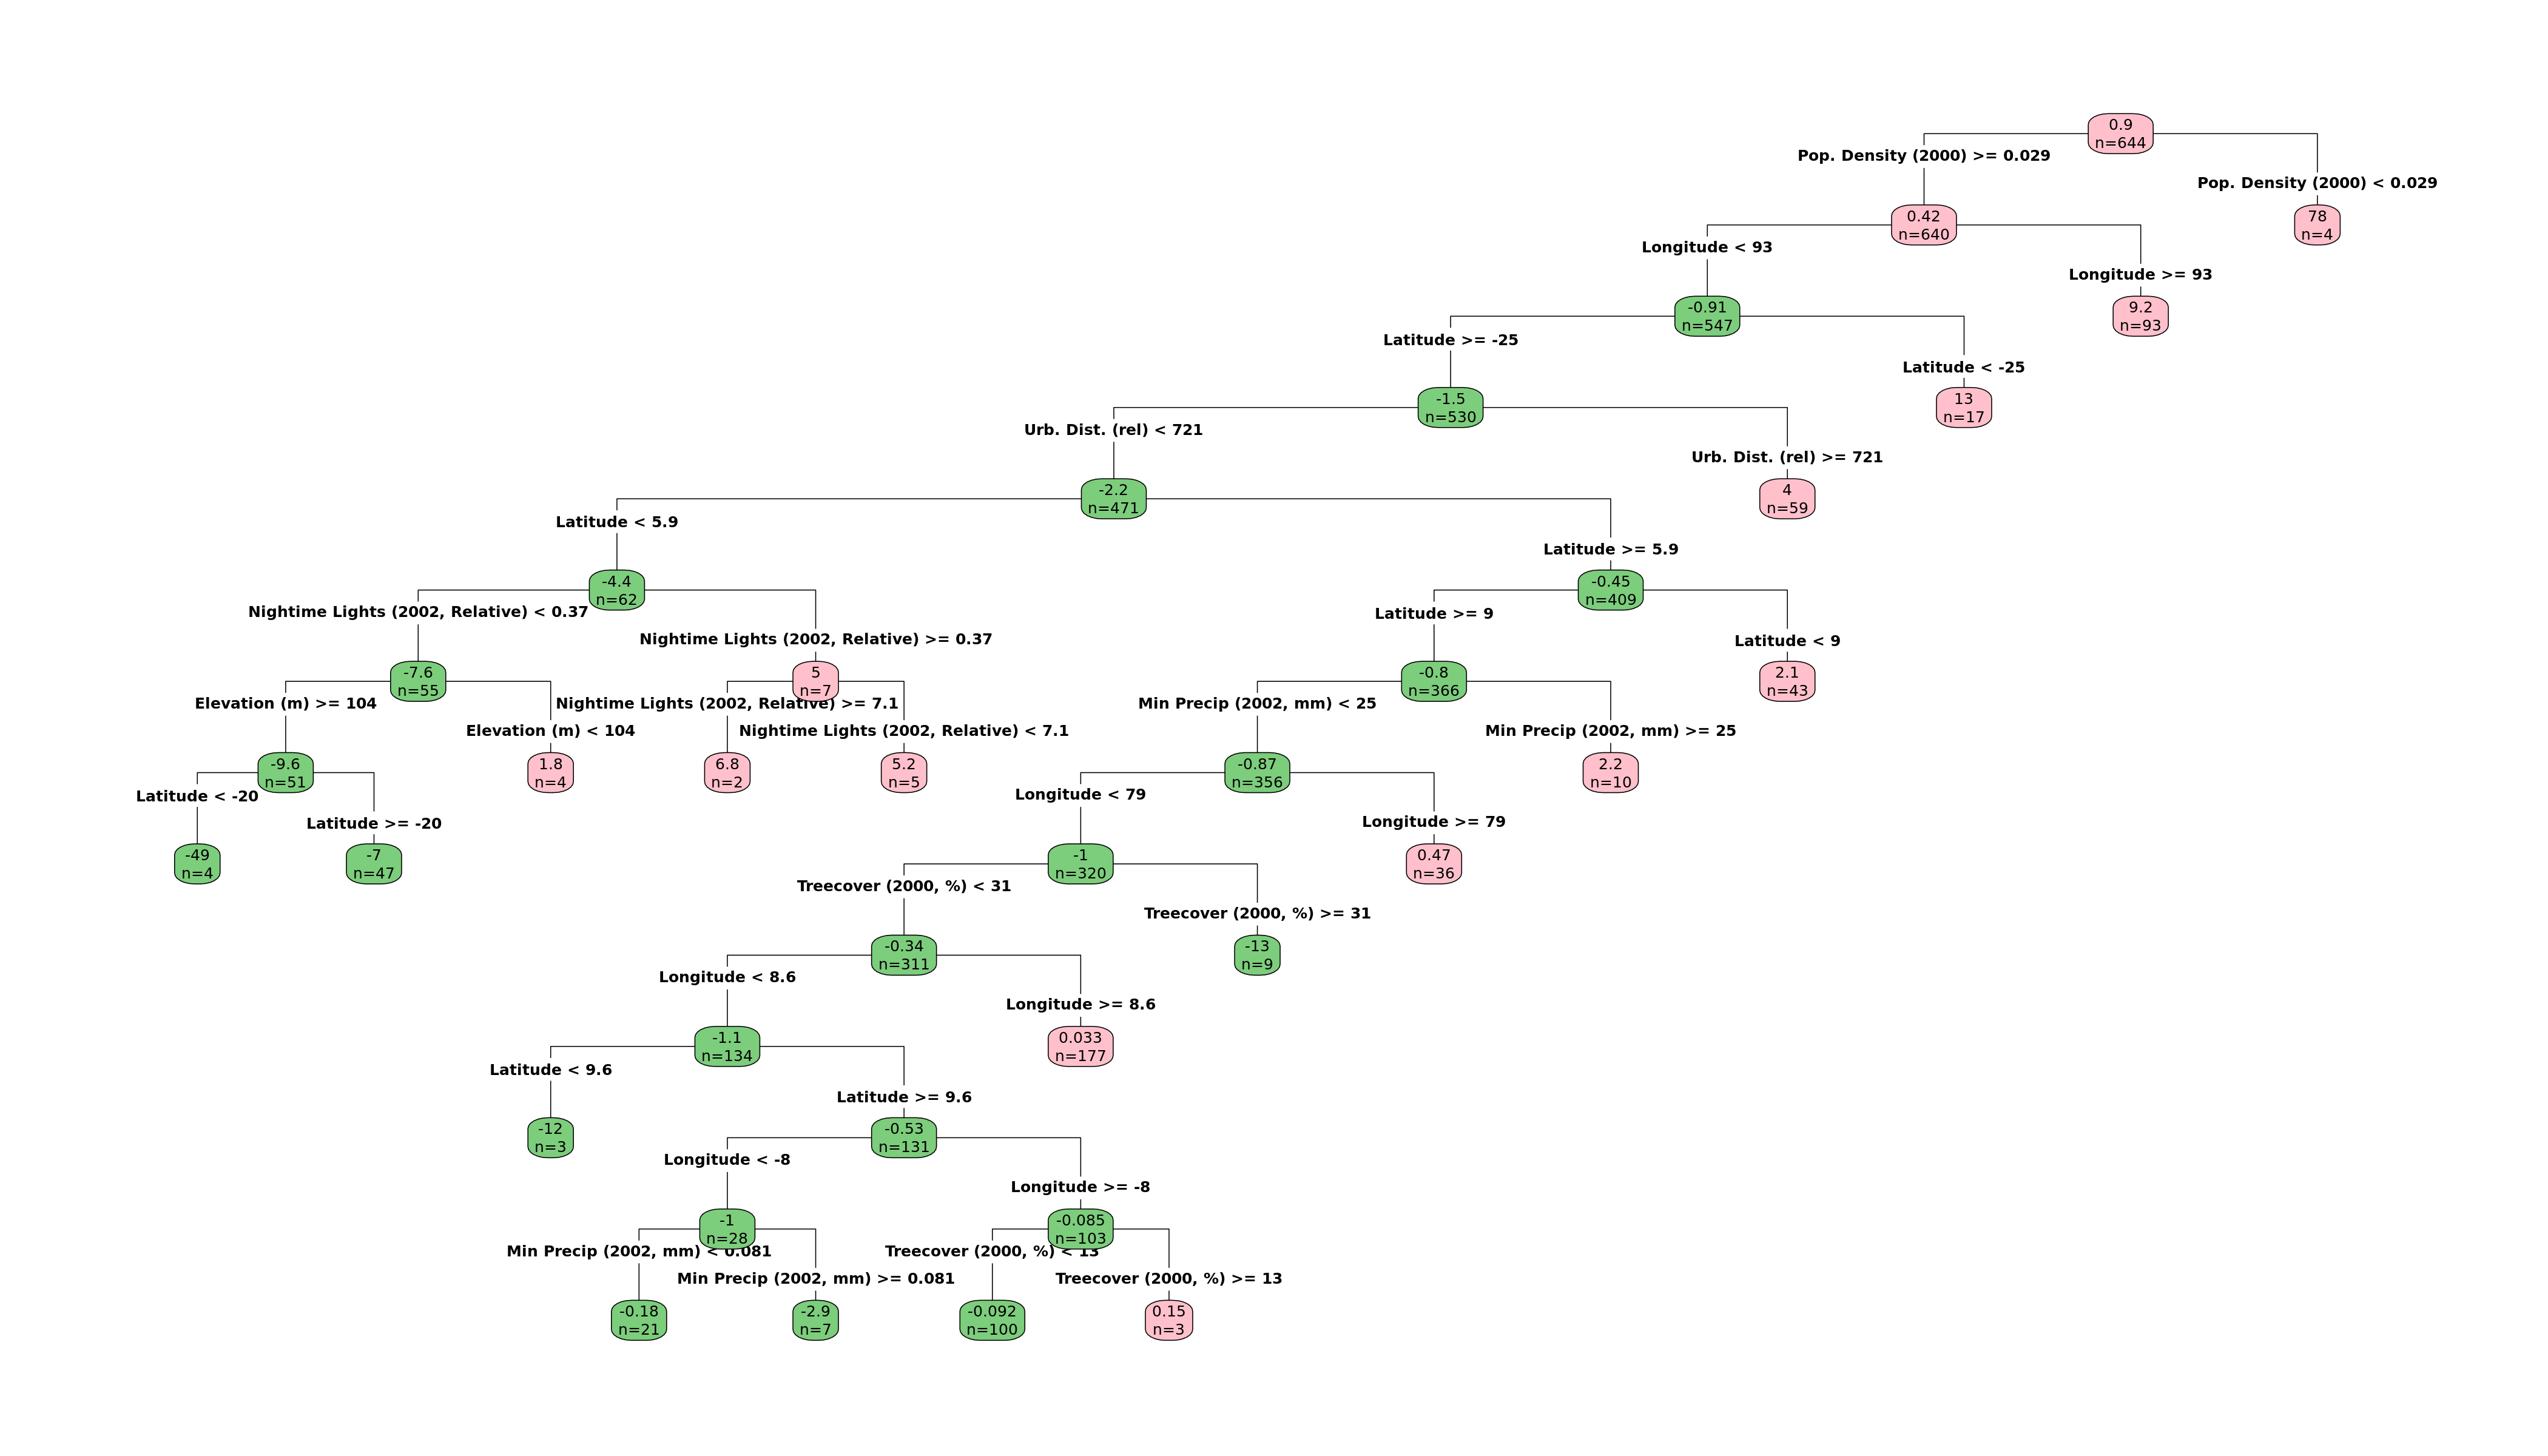 0.9
n=644
Pop. Density (2000) >= 0.029
Pop. Density (2000) < 0.029
0.42
n=640
78
n=4
Longitude < 93
Longitude >= 93
-0.91
n=547
9.2
n=93
Latitude >= -25
Latitude < -25
-1.5
n=530
13
n=17
Urb. Dist. (rel) < 721
Urb. Dist. (rel) >= 721
-2.2
n=471
4
n=59
Latitude < 5.9
Latitude >= 5.9
-4.4
n=62
-0.45
n=409
Nightime Lights (2002, Relative) < 0.37
Nightime Lights (2002, Relative) >= 0.37
Latitude >= 9
Latitude < 9
-7.6
n=55
5
n=7
-0.8
n=366
2.1
n=43
Elevation (m) >= 104
Elevation (m) < 104
Nightime Lights (2002, Relative) >= 7.1
Nightime Lights (2002, Relative) < 7.1
Min Precip (2002, mm) < 25
Min Precip (2002, mm) >= 25
-9.6
n=51
1.8
n=4
6.8
n=2
5.2
n=5
-0.87
n=356
2.2
n=10
Latitude < -20
Latitude >= -20
Longitude < 79
Longitude >= 79
-49
n=4
-7
n=47
-1
n=320
0.47
n=36
Treecover (2000, %) < 31
Treecover (2000, %) >= 31
-0.34
n=311
-13
n=9
Longitude < 8.6
Longitude >= 8.6
-1.1
n=134
0.033
n=177
Latitude < 9.6
Latitude >= 9.6
-12
n=3
-0.53
n=131
Longitude < -8
Longitude >= -8
-1
n=28
-0.085
n=103
Min Precip (2002, mm) < 0.081
Min Precip (2002, mm) >= 0.081
Treecover (2000, %) < 13
Treecover (2000, %) >= 13
-0.18
n=21
-2.9
n=7
-0.092
n=100
0.15
n=3